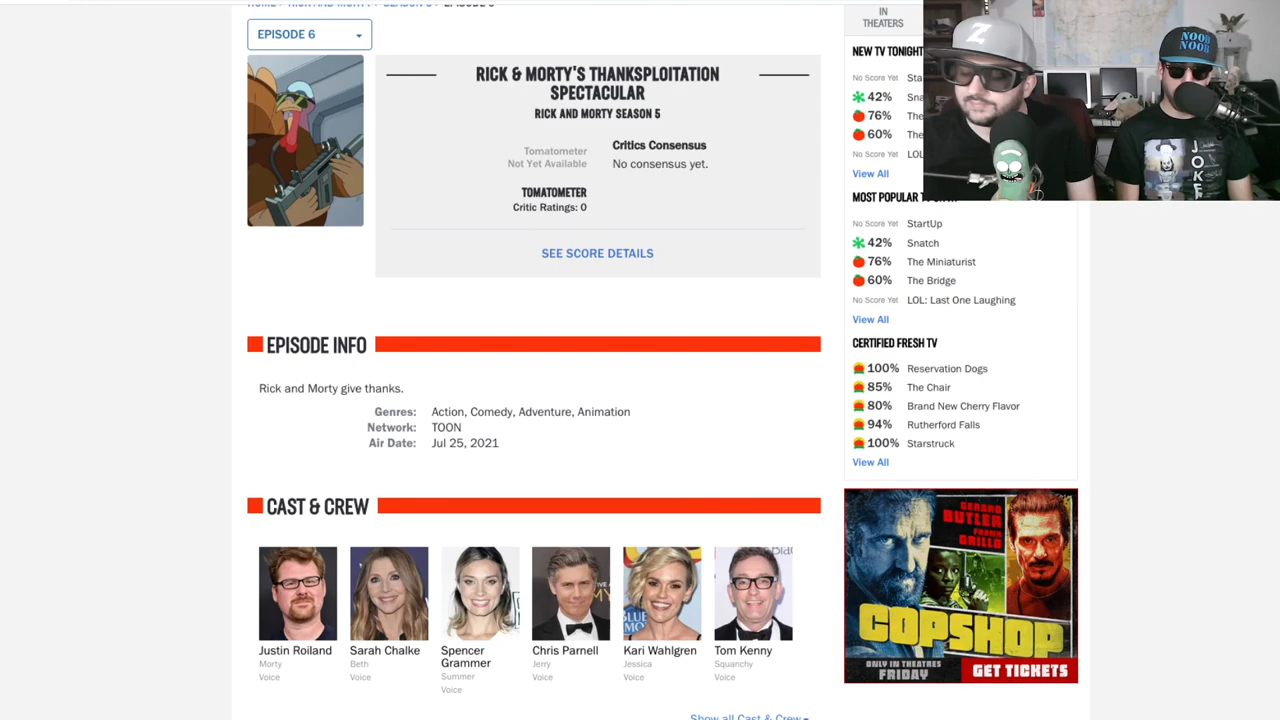 EPISODE 6
RICK & MORTY'S THANKSPLOITATION
SPECTACULAR
RICK AND MORTY SEASON 5
Tomatometer
Not Yet Available
Critics Consensus
No consensus yet.
TOMATOMETER
Critic Ratings: 0
SEE SCORE DETAILS
EPISODE INFO
Rick and Morty give thanks.
Genres: Action, Comedy, Adventure, Animation
Network: TOON
Air Date: Jul 25, 2021
CAST & CREW
Justin Roiland
Morty
Voice
Sarah Chalke
Beth
Voice
Spencer
Grammer
Summer
Voice
Chris Parnell
Jerry
Voice
Kari Wahlgren
Jessica
Voice
Tom Kenny
Squanchy
Voice
Show all Cast & Crew
IN
THEATERS
NEW TV TONIGHT
No Score Yet Sta
42% Sna
76% The
60% The
No Score Yet LOL
View All
MOST POPULAR
No Score Yet StartUp
42% Snatch
76% The Miniaturist
60% The Bridge
No Score Yet LOL: Last One Laughing
View All
CERTIFIED FRESH TV
100% Reservation Dogs
85% The Chair
80% Brand New Cherry Flavor
94% Rutherford Falls
100% Starstruck
View All
GERARD
BUTLER
FRANK
GRILLO
COPSHOP
ONLY IN THEATRES
FRIDAY
GET TICKETS
Z
NOOB
NOOB
JOKE